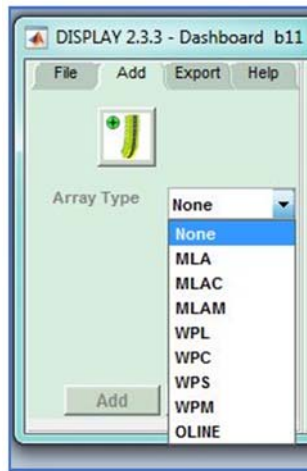 DISPLAY 2.3.3 - Dashboard b11
File Add Export Help
Array Type None
None
MLA
MLAC
MLAM
WPL
WPC
WPS
WPM
OLINE
Add